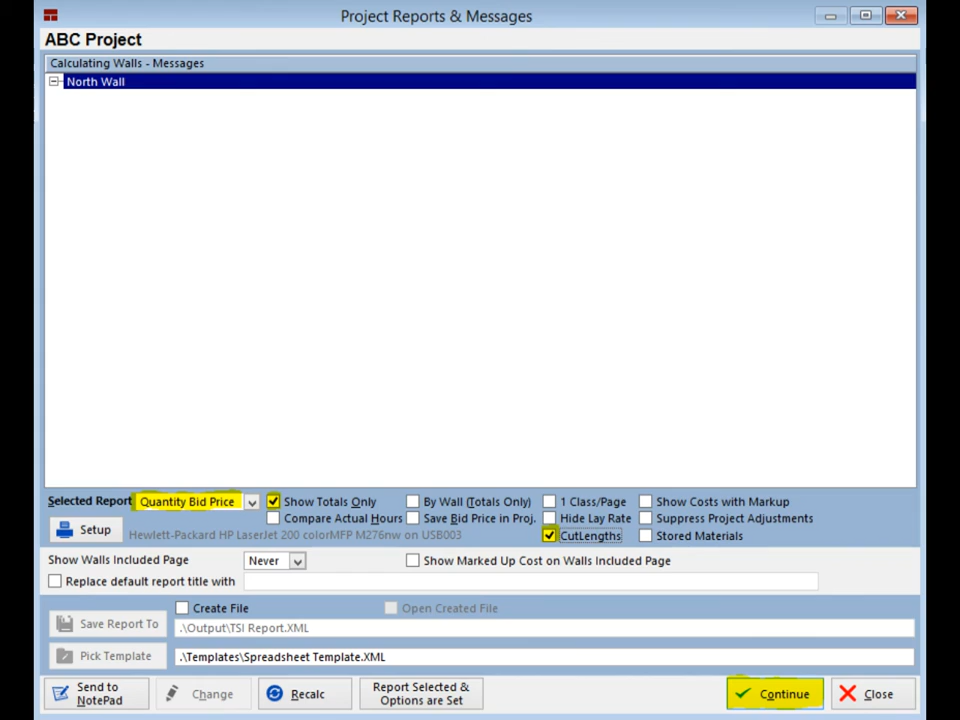 Project Reports & Messages
ABC Project
Calculating Walls - Messages
North Wall
Selected Report Quantity Bid Price Show Totals Only By Wall (Totals Only) 1 Class/Page Show Costs with Markup
Compare Actual Hours Save Bid Price in Proj. Hide Lay Rate Suppress Project Adjustments
Setup Hewlett-Packard HP LaserJet 200 colorMFP M276nw on USB003 CutLengths Stored Materials
Show Walls Included Page Never Show Marked Up Cost on Walls Included Page
Replace default report title with
Create File Open Created File
Save Report To .\Output\TSI Report.XML
Pick Template .\Templates\Spreadsheet Template.XML
Send to NotePad Change Recalc Report Selected & Options are Set Continue Close